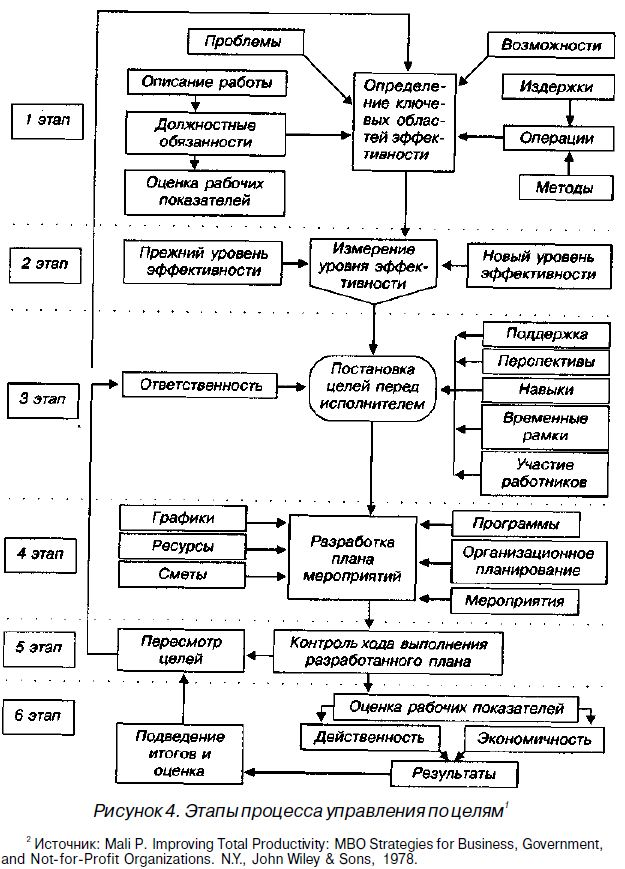 Проблемы
Возможности
Описание работы
Определе-
ние ключе-
вых облас-
тей эффек-
тивности
Издержки
1 этап
Должностные
обязанности
Операции
Оценка рабочих
показателей
Методы
2 этап
Прежний уровень
эффективности
Измерение
уровня эффек-
тивности
Новый уровень
эффективности
Поддержка
Перспективы
3 этап
Ответственность
Постановка
целей перед
исполнителем
Навыки
Временные
рамки
Участие
работников
Графики
Программы
4 этап
Ресурсы
Разработка
плана
мероприятий
Организационное
планирование
Сметы
Мероприятия
5 этап
Пересмотр
целей
Контроль хода выполнения
разработанного плана
6 этап
Оценка рабочих показателей
Подведение
итогов и
оценка
Действенность
Экономичность
Результаты
Рисунок 4. Этапы процесса управления по целям1
2 Источник: Mali P. Improving Total Productivity: MBO Strategies for Business, Government,
and Not-for-Profit Organizations. N.Y., John Wiley & Sons, 1978.